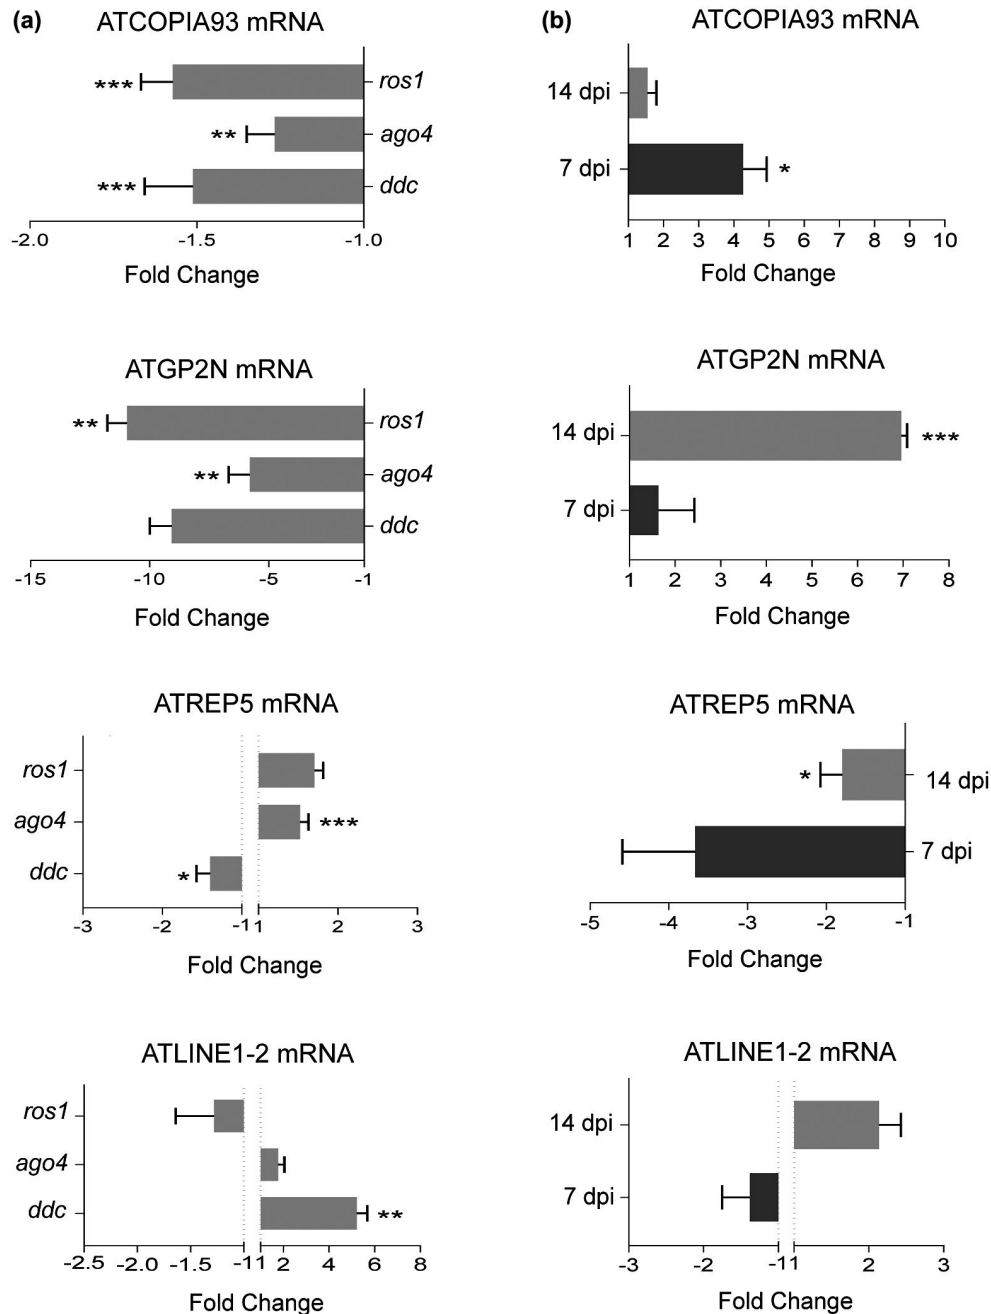 (a)
ATCOPIA93 mRNA
*** ros1
** ago4
*** ddc
-2.0 -1.5 -1.0
Fold Change
(b)
ATCOPIA93 mRNA
14 dpi
7 dpi *
1 2 3 4 5 6 7 8 9 10
Fold Change
ATGP2N mRNA
** ros1
** ago4
ddc
-15 -10 -5 -1
Fold Change
ATGP2N mRNA
14 dpi ***
7 dpi
1 2 3 4 5 6 7 8
Fold Change
ATREP5 mRNA
ros1
ago4 ***
ddc *
-3 -2 -1 1 2 3
Fold Change
ATREP5 mRNA
* 14 dpi
7 dpi
-5 -4 -3 -2 -1
Fold Change
ATLINE1-2 mRNA
ros1
ago4
ddc **
-2.5 -2.0 -1.5 -1 1 2 4 6 8
Fold Change
ATLINE1-2 mRNA
14 dpi
7 dpi
-3 -2 -1 1 2 3
Fold Change